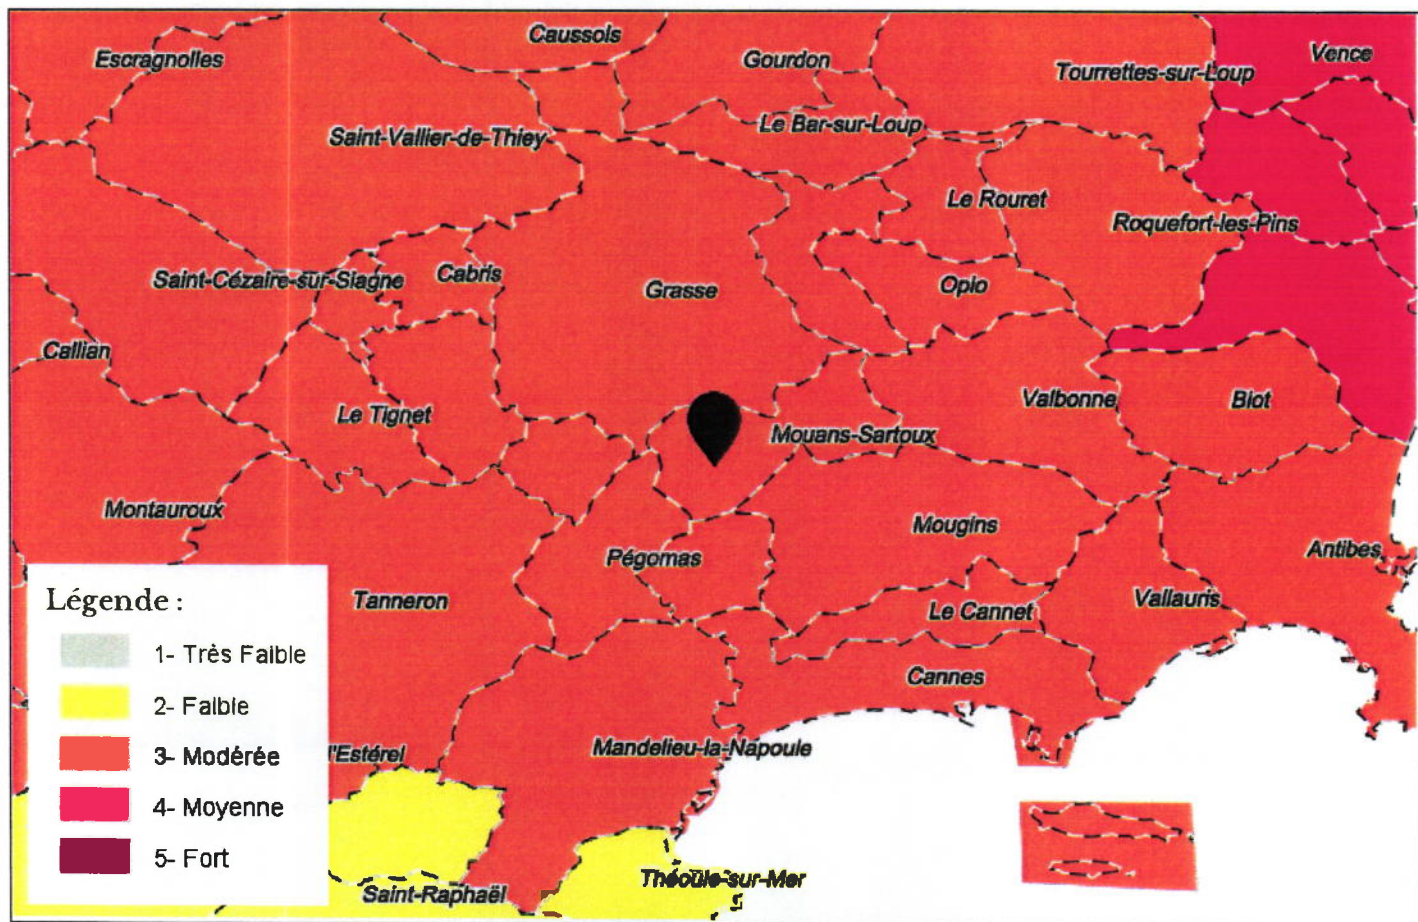 Caussols
Escragnolles
Gourdon
Vence
Tourrettes-sur-Loup
Le Bar-sur-Loup
Saint-Vallier-de-Thiey
Le Rouret
Roquefort-les-Pins
Saint-Cézaire-sur-Siagne
Cabris
Grasse
Opio
Callian
Le Tignet
Valbonne
Biot
Mouans-Sartoux
Montauroux
Mougins
Pégomas
Antibes
Tanneron
Le Cannet
Vallauris
Cannes
l'Estérel
Mandelieu-la-Napoule
Saint-Raphaël
Théoule-sur-Mer
Légende :
1- Très Faible
2- Faible
3- Modérée
4- Moyenne
5- Fort